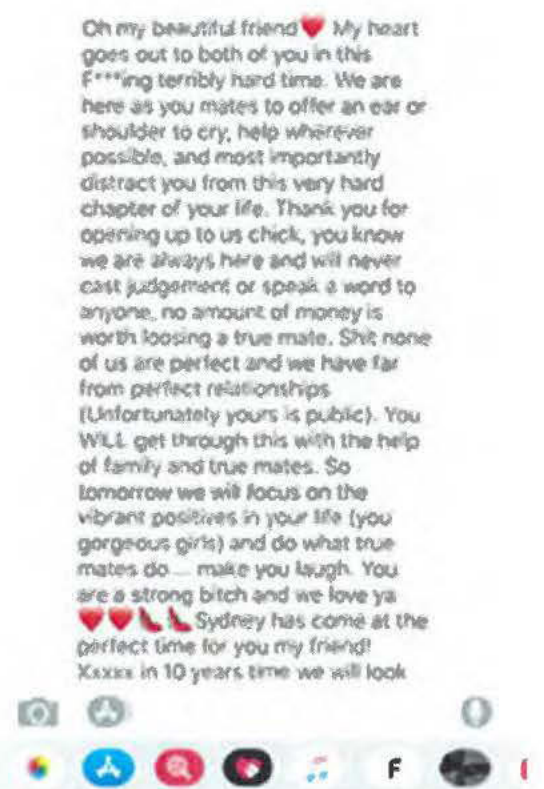 Oh my beautiful friend❤️ My heart
goes out to both of you in this
F***ing terribly hard time. We are
here as you mates to offer an ear or
shoulder to cry, help wherever
possible, and most importantly
distract you from this very hard
chapter of your life. Thank you for
opening up to us chick, you know
we are always here and will never
cast judgement or speak a word to
anyone, no amount of money is
worth loosing a true mate. Shit none
of us are perfect and we have far
from perfect relationships
(Unfortunately yours is public). You
WILL get through this with the help
of family and true mates. So
tomorrow we will focus on the
vibrant positives in your life (you
gorgeous girls) and do what true
mates do... make you laugh. You
are a strong bitch and we love ya
❤️❤️👠👠Sydney has come at the
perfect time for you my friend!
Xxxxx in 10 years time we will look
F